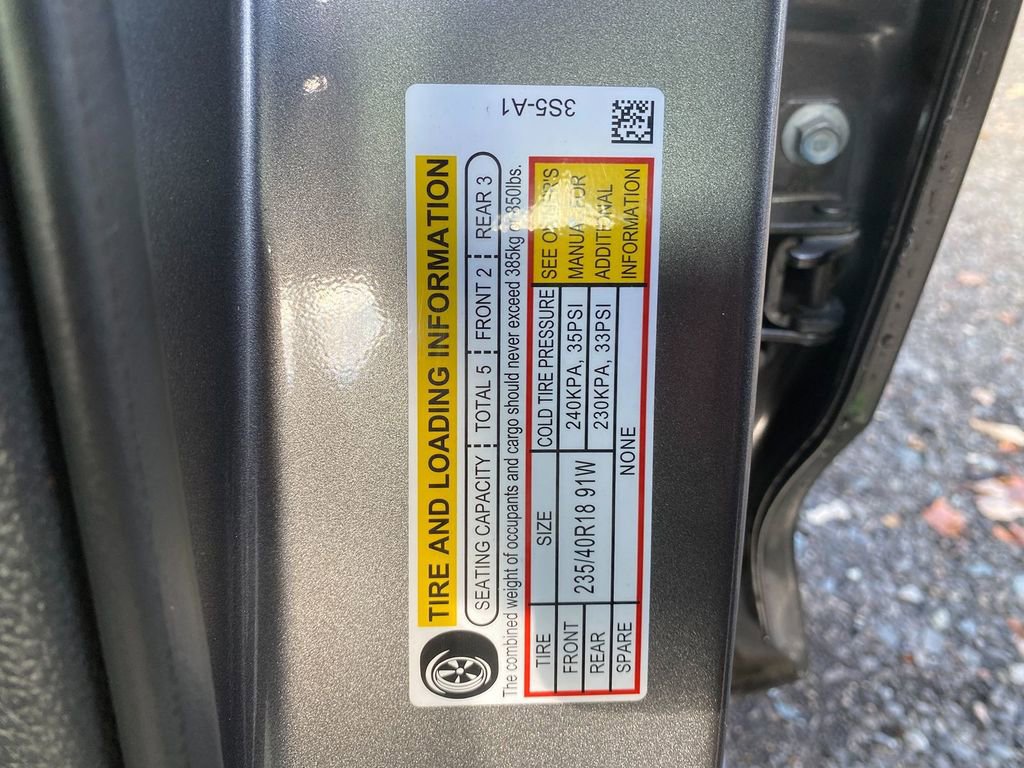 3S5-A1
TIRE AND LOADING INFORMATION
SEATING CAPACITY TOTAL 5 FRONT 2 REAR 3
The combined weight of occupants and cargo should never exceed 385kg or 850lbs.
TIRE SIZE COLD TIRE PRESSURE SEE OWNER'S
FRONT 235/40R18 91W 240KPA, 35PSI MANUAL FOR
REAR 230KPA, 33PSI ADDITIONAL
SPARE NONE INFORMATION